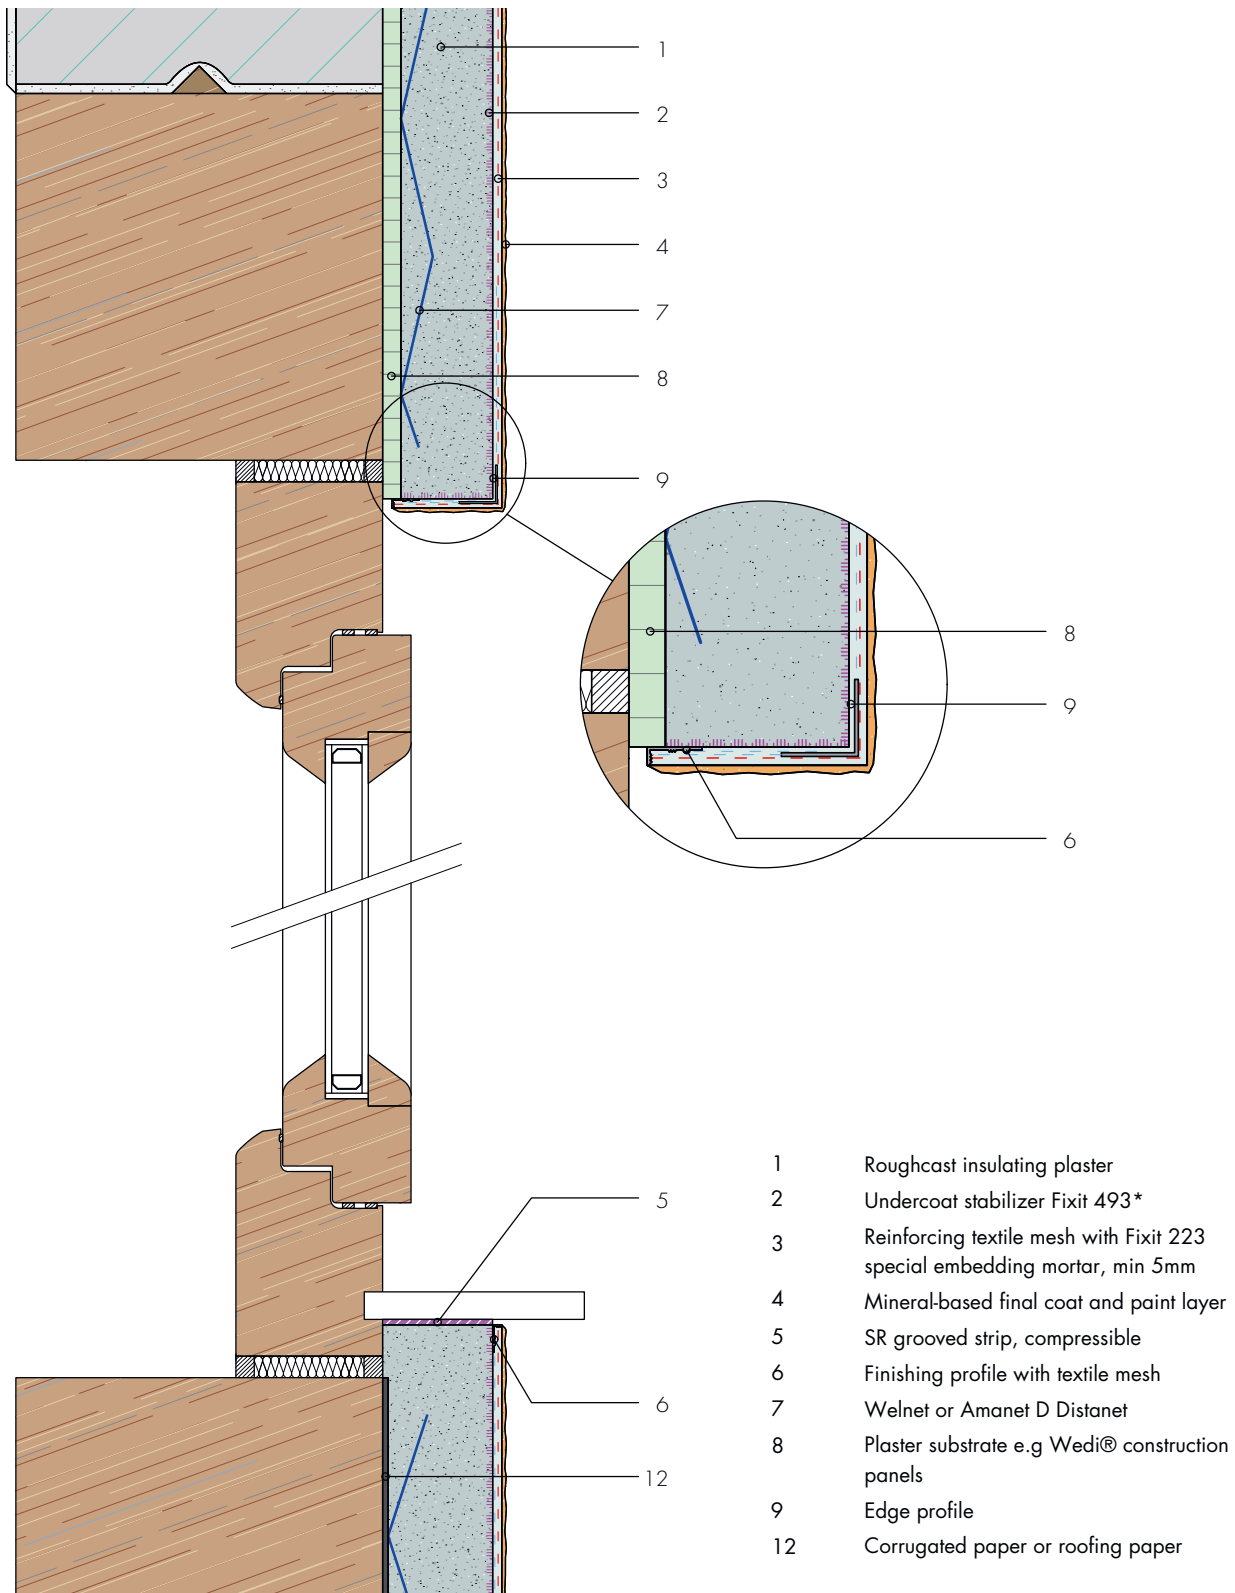 1
2
3
4
7
8
9
8
9
6
5
6
12
1 Roughcast insulating plaster
2 Undercoat stabilizer Fixit 493*
3 Reinforcing textile mesh with Fixit 223
special embedding mortar, min 5mm
4 Mineral-based final coat and paint layer
5 SR grooved strip, compressible
6 Finishing profile with textile mesh
7 Welnet or Amanet D Distanet
8 Plaster substrate e.g Wedi® construction
panels
9 Edge profile
12 Corrugated paper or roofing paper